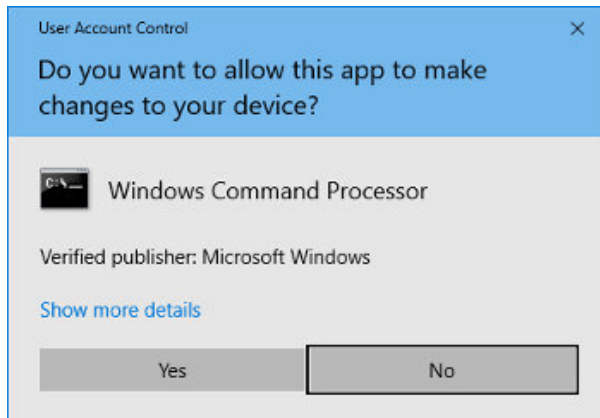 User Account Control
Do you want to allow this app to make
changes to your device?
C:\_
Windows Command Processor
Verified publisher: Microsoft Windows
Show more details
Yes
No